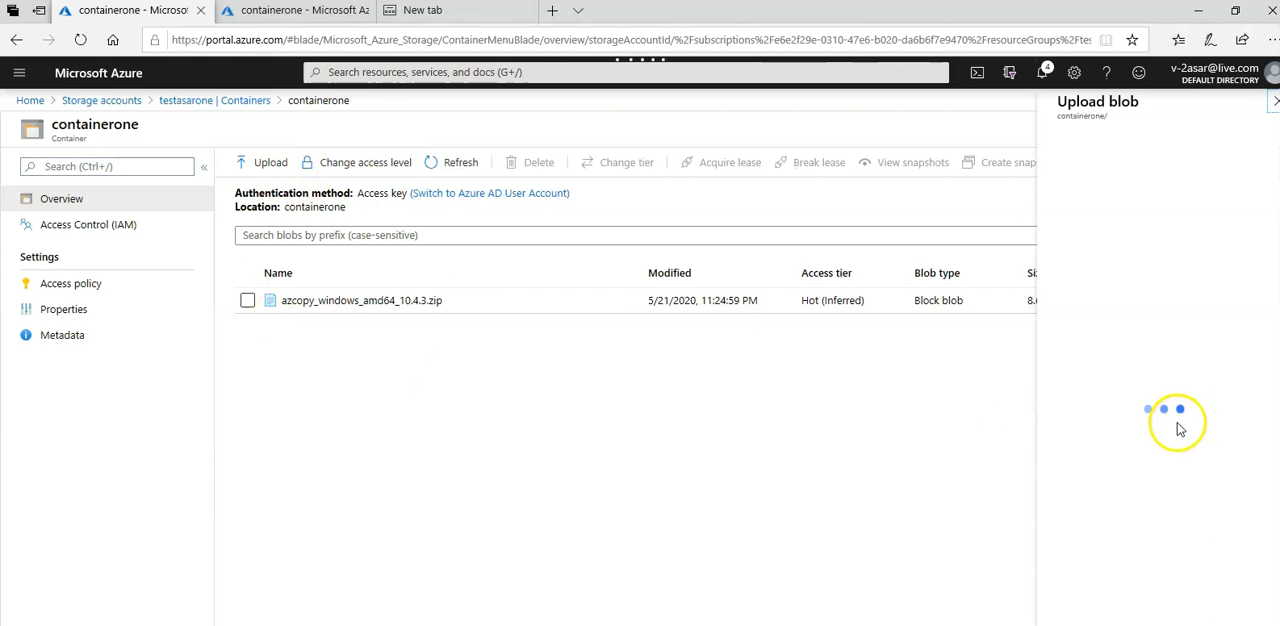 containerone - Microso
containerone - Microsoft Az
New tab
https://portal.azure.com/#blade/Microsoft_Azure_Storage/ContainerMenuBlade/overview/storageAccountId/%2Fsubscriptions%2Fe6e2f29e-0310-47e6-b020-da6b6f7e9470%2FresourceGroups%2Ftes
Microsoft Azure
Search resources, services, and docs (G+/)
4
v-2asar@live.com
DEFAULT DIRECTORY
Home > Storage accounts > testasarone | Containers > containerone
containerone
Container
Search (Ctrl+/)
«
Overview
Access Control (IAM)
Settings
Access policy
Properties
Metadata
Upload
Change access level
Refresh
Delete
Change tier
Acquire lease
Break lease
View snapshots
Create snap
Authentication method: Access key (Switch to Azure AD User Account)
Location: containerone
Search blobs by prefix (case-sensitive)
Name Modified Access tier Blob type Siz
azcopy_windows_amd64_10.4.3.zip 5/21/2020, 11:24:59 PM Hot (Inferred) Block blob 8.6
Upload blob
containerone/